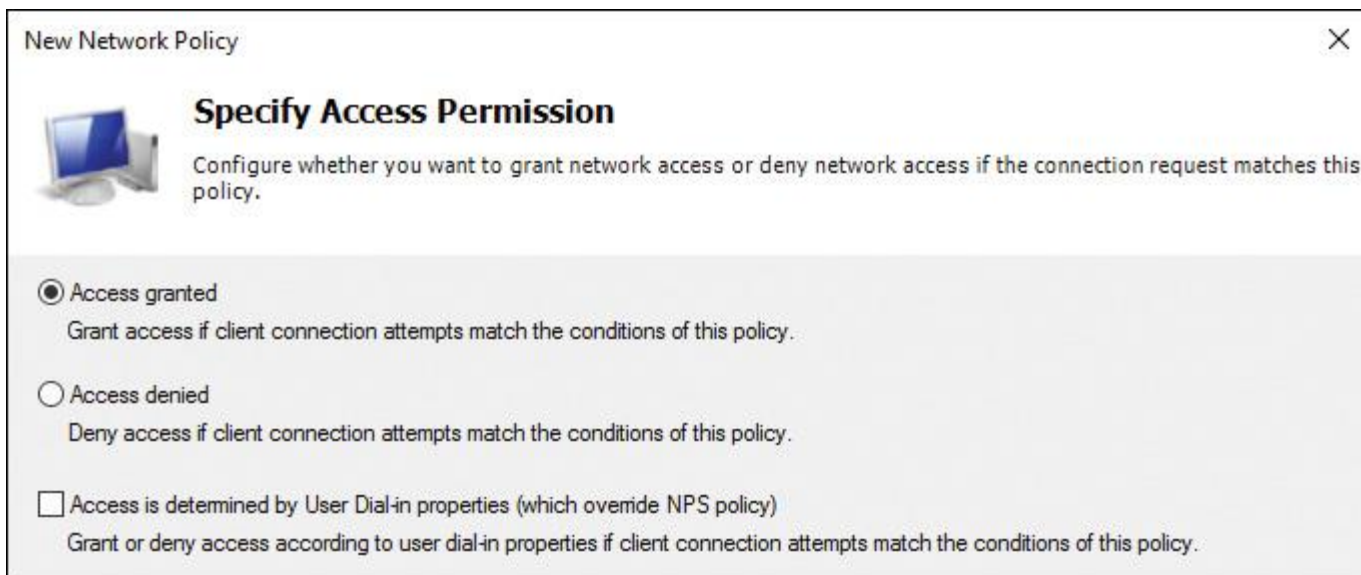 New Network Policy
Specify Access Permission
Configure whether you want to grant network access or deny network access if the connection request matches this
policy.
Access granted
Grant access if client connection attempts match the conditions of this policy.
Access denied
Deny access if client connection attempts match the conditions of this policy.
Access is determined by User Dial-in properties (which override NPS policy)
Grant or deny access according to user dial-in properties if client connection attempts match the conditions of this policy.